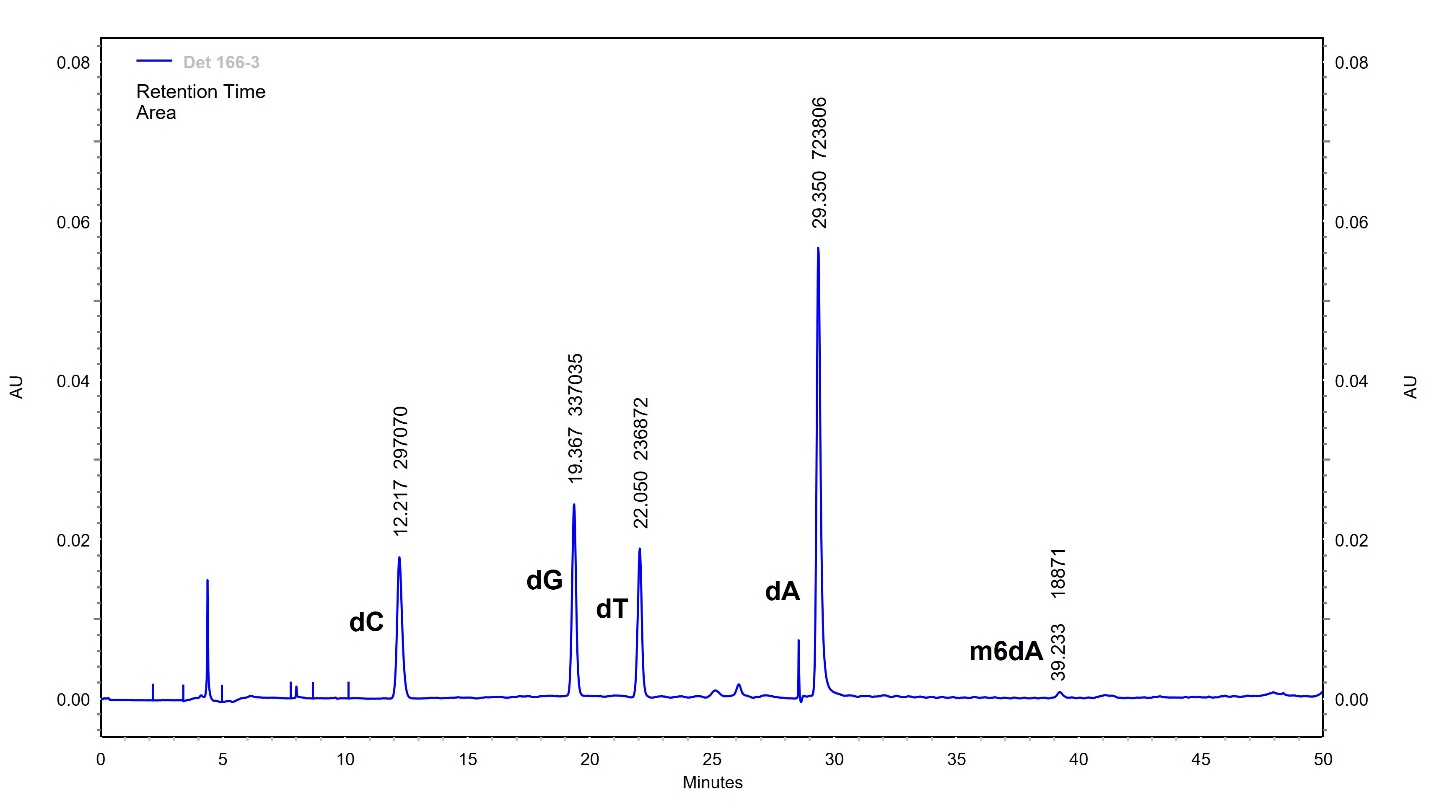 Det 166-3
Retention Time
Area
0.08
0.06
0.04
0.02
0.00
AU
0.08
0.06
0.04
0.02
0.00
AU
dC
12.217 297070
dG
19.367 337035
dT
22.050 236872
dA
29.350 723806
m6dA
39.233 18871
0 5 10 15 20 25 30 35 40 45 50
Minutes